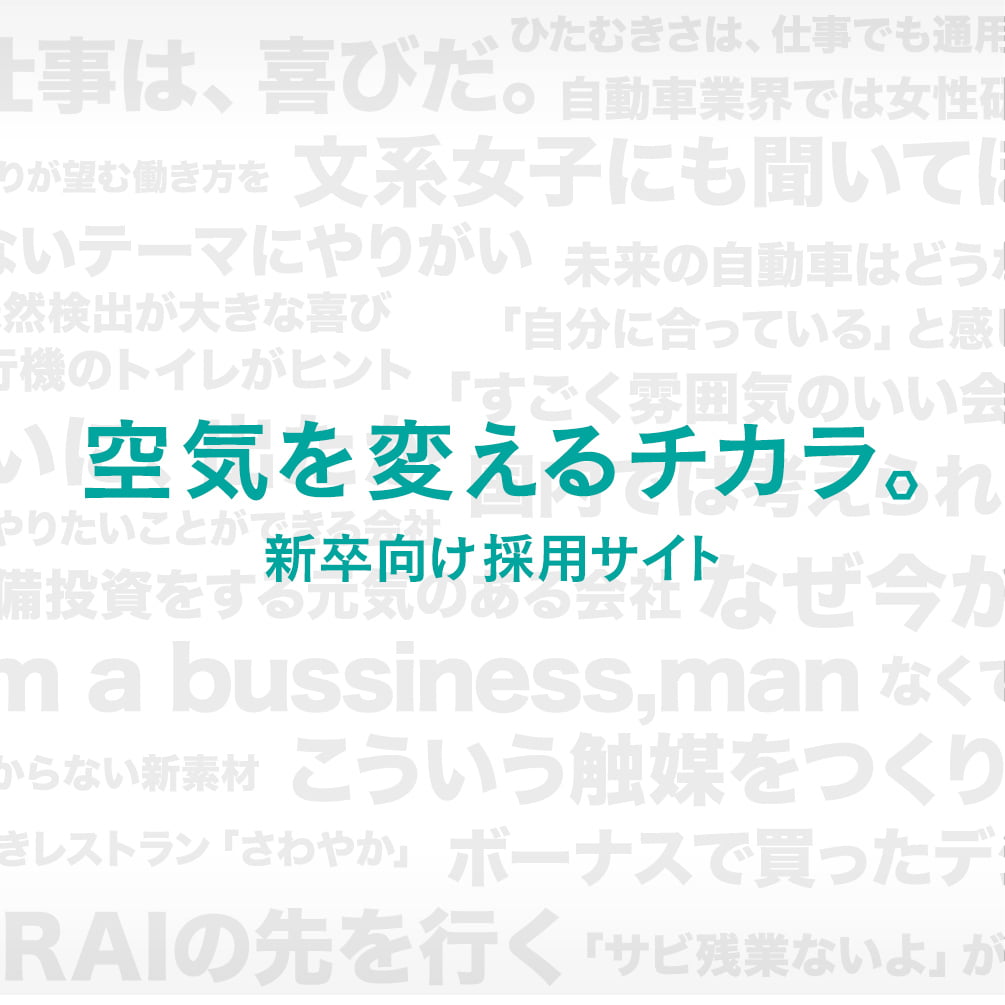 仕事は、喜びだ。
ひたむきさは、仕事でも通用
自動車業界では女性研
りが望む働き方を
文系女子にも聞いてほ
ないテーマにやりがい
未来の自動車はどうな
然検出が大きな喜び
「自分に合っている」と感じ
行機のトイレがヒント
「すごく雰囲気のいい会
空気を変えるチカラ。
国内では考えられ
やりたいことができる会社
新卒向け採用サイト
備投資をする元気のある会社
なぜ今か
m a bussiness,man
なくて
からない新素材
こういう触媒をつくり
きレストラン「さわやか」
ボーナスで買ったデジ
RAIの先を行く
「サビ残業ないよ」が